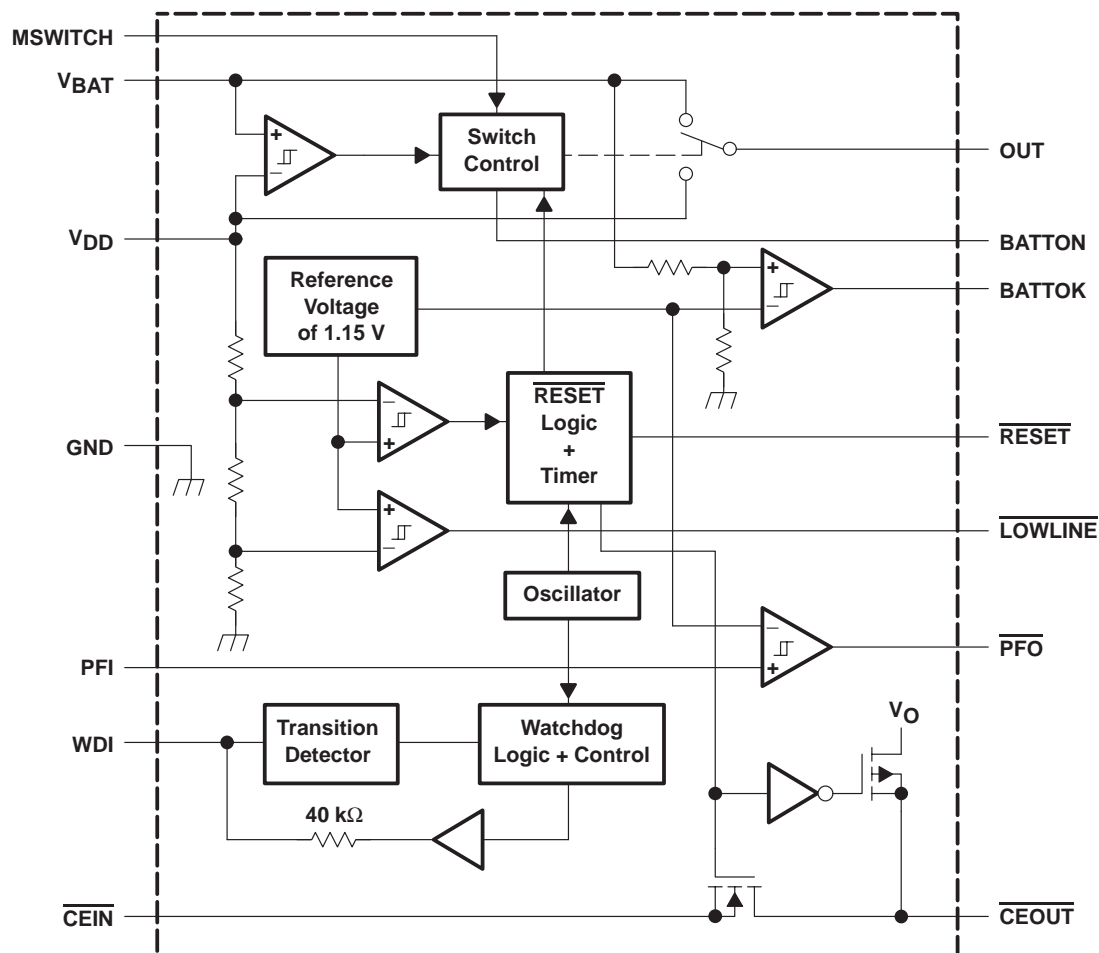 MSWITCH
VBAT
+
Switch
Control
–
OUT
VDD
BATTON
Reference
Voltage
of 1.15 V
+
–
BATTOK
–
+
RESET
Logic
+
Timer
GND
RESET
+
–
LOWLINE
Oscillator
–
+
PFO
PFI
VO
WDI
Transition
Detector
Watchdog
Logic + Control
40 kΩ
CEIN
CEOUT